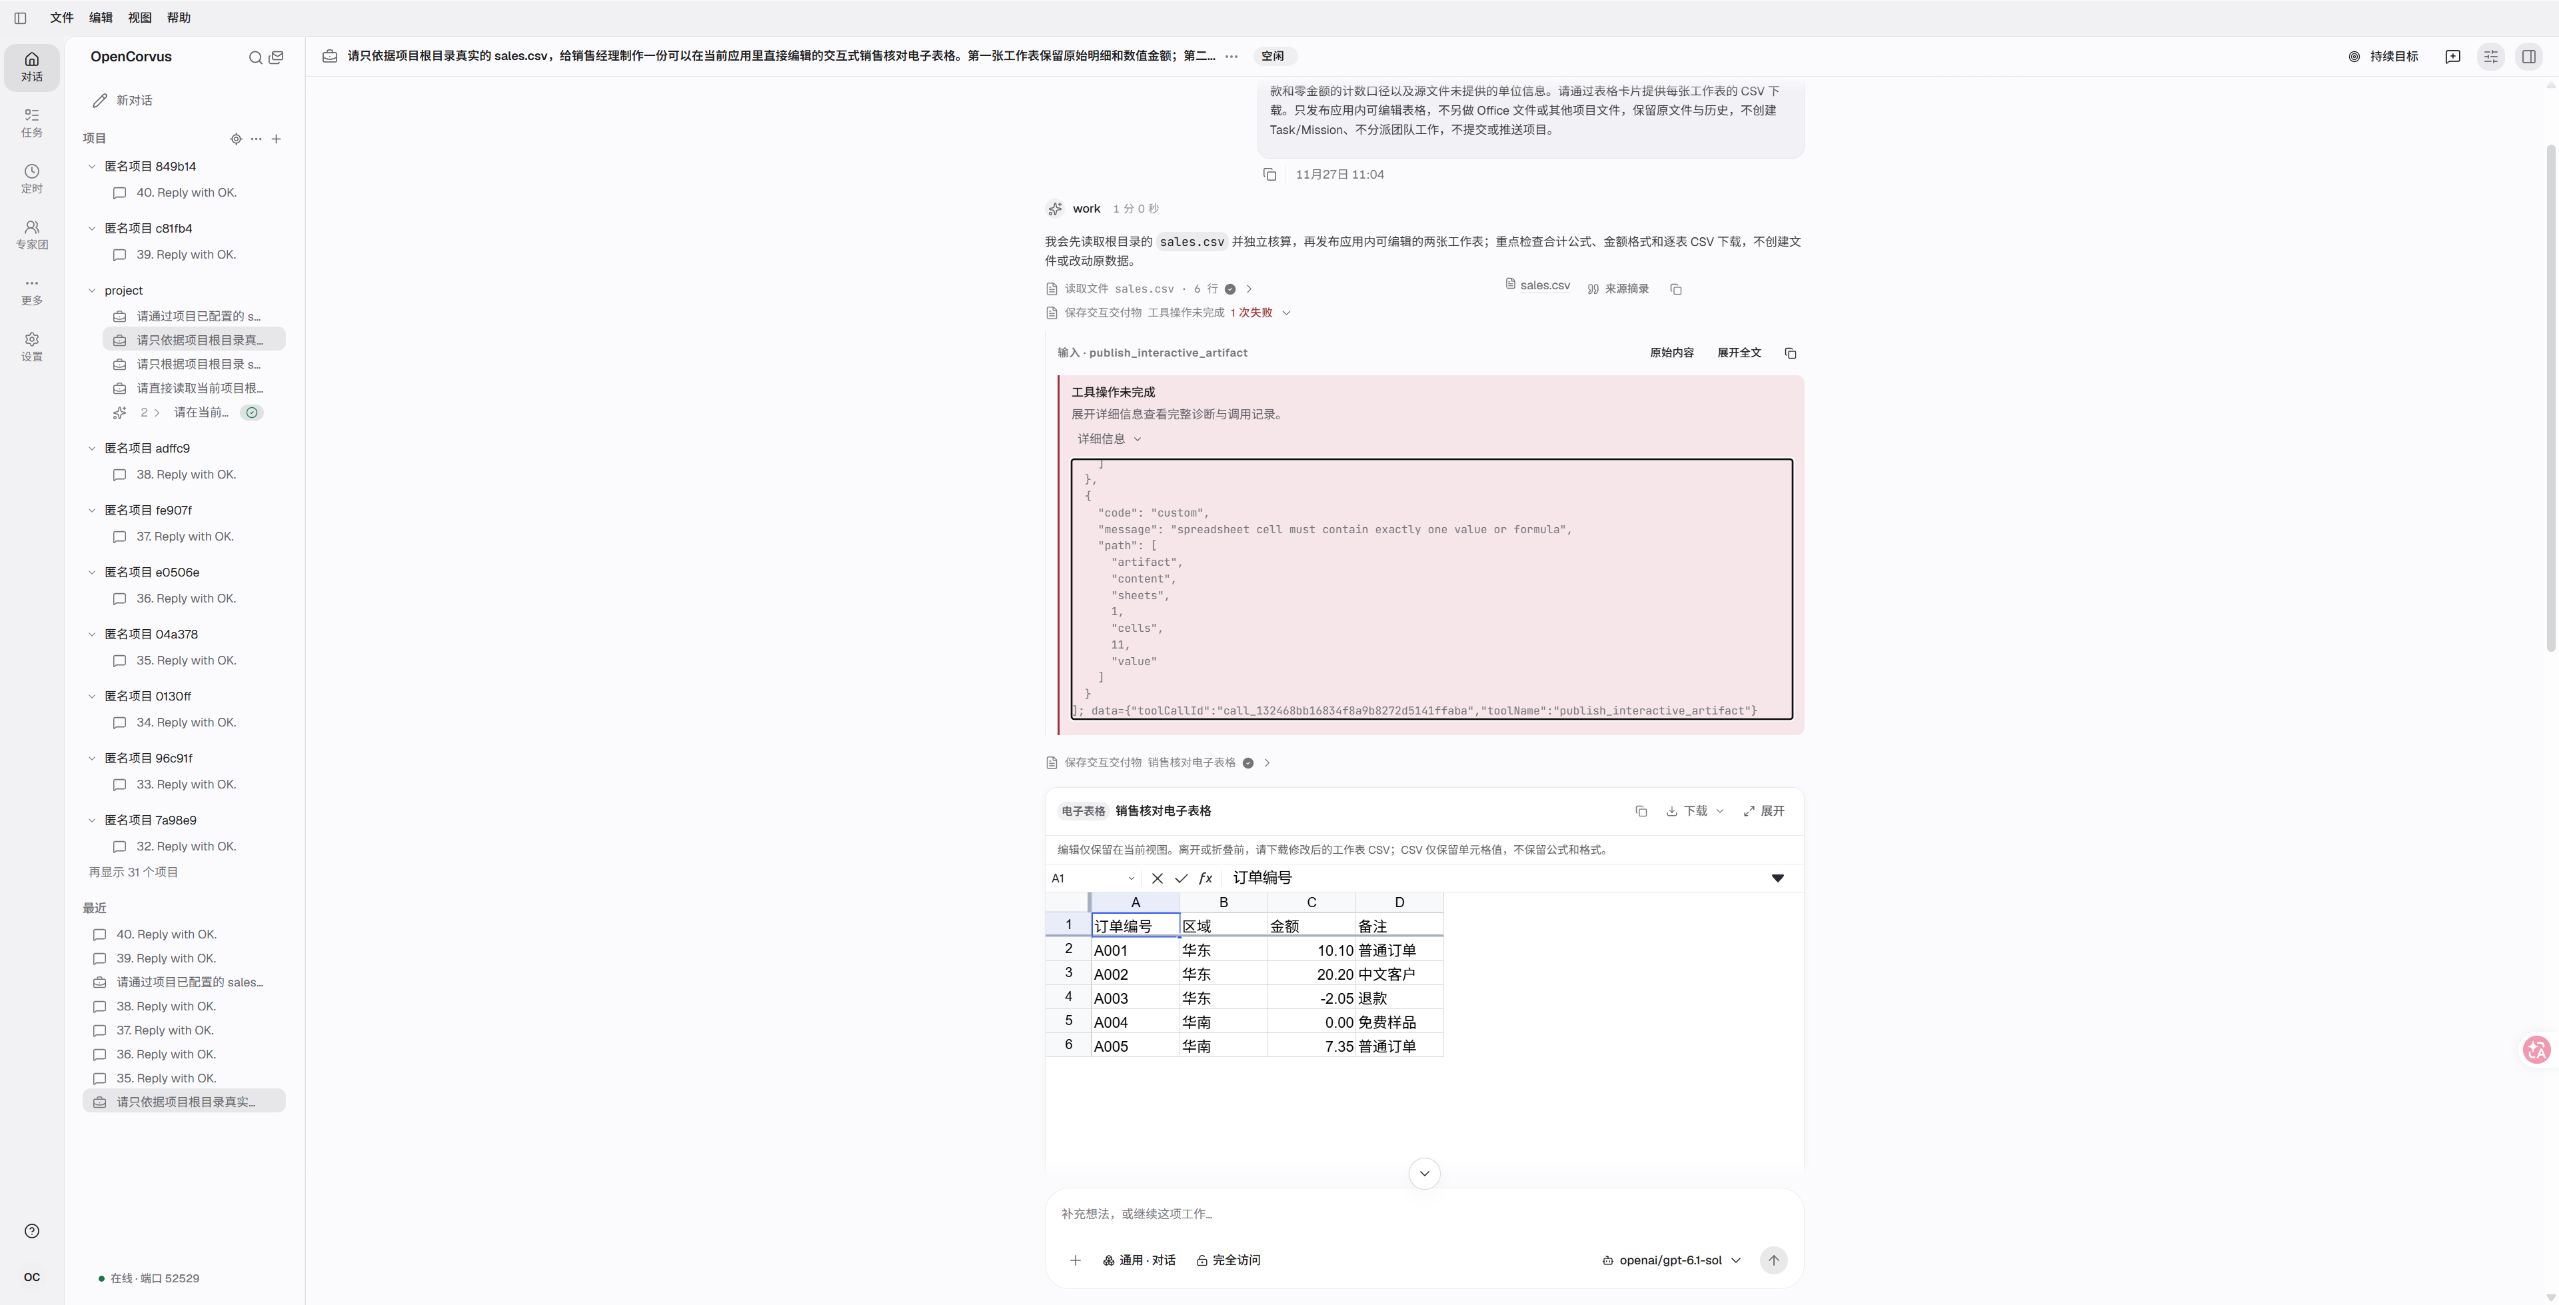 文件 编辑 视图 帮助
对话
任务
定时
专家团
更多
设置
OC
OpenCorvus
新对话
项目
匿名项目 849b14
40. Reply with OK.
匿名项目 c81fb4
39. Reply with OK.
project
请通过项目已配置的 s...
请只依据项目根目录真...
请只根据项目根目录 s...
请直接读取当前项目根...
2 请在当前...
匿名项目 adffc9
38. Reply with OK.
匿名项目 fe907f
37. Reply with OK.
匿名项目 e0506e
36. Reply with OK.
匿名项目 04a378
35. Reply with OK.
匿名项目 0130ff
34. Reply with OK.
匿名项目 96c91f
33. Reply with OK.
匿名项目 7a98e9
32. Reply with OK.
再显示 31 个项目
最近
40. Reply with OK.
39. Reply with OK.
请通过项目已配置的 sales...
38. Reply with OK.
37. Reply with OK.
36. Reply with OK.
35. Reply with OK.
请只依据项目根目录真实...
在线 · 端口 52529
请只依据项目根目录真实的 sales.csv，给销售经理制作一份可以在当前应用里直接编辑的交互式销售核对电子表格。第一张工作表保留原始明细和数值金额；第二... 空闲 持续目标
款和零金额的计数口径以及源文件未提供的单位信息。请通过表格卡片提供每张工作表的 CSV 下
载。只发布应用内可编辑表格，不另做 Office 文件或其他项目文件，保留原文件与历史，不创建
Task/Mission、不分派团队工作，不提交或推送项目。
11月27日 11:04
work 1 分 0 秒
我会先读取根目录的 sales.csv 并独立核算，再发布应用内可编辑的两张工作表；重点检查合计公式、金额格式和逐表 CSV 下载，不创建文
件或改动原数据。
读取文件 sales.csv · 6 行 sales.csv 来源摘录
保存交互交付物 工具操作未完成 1 次失败
输入 · publish_interactive_artifact 原始内容 展开全文
工具操作未完成
展开详细信息查看完整诊断与调用记录。
详细信息
]
},
{
"code": "custom",
"message": "spreadsheet cell must contain exactly one value or formula",
"path": [
"artifact",
"content",
"sheets",
1,
"cells",
11,
"value"
]
}
]; data={"toolCallId":"call_132468bb16834f8a9b8272d5141ffaba","toolName":"publish_interactive_artifact"}
保存交互交付物 销售核对电子表格
电子表格 销售核对电子表格 下载 展开
编辑仅保留在当前视图。离开或折叠前，请下载修改后的工作表 CSV；CSV 仅保留单元格值，不保留公式和格式。
A1 fx 订单编号
A B C D
1 订单编号 区域 金额 备注
2 A001 华东 10.10 普通订单
3 A002 华东 20.20 中文客户
4 A003 华东 -2.05 退款
5 A004 华南 0.00 免费样品
6 A005 华南 7.35 普通订单
补充想法，或继续这项工作...
通用 · 对话 完全访问 openai/gpt-6.1-sol